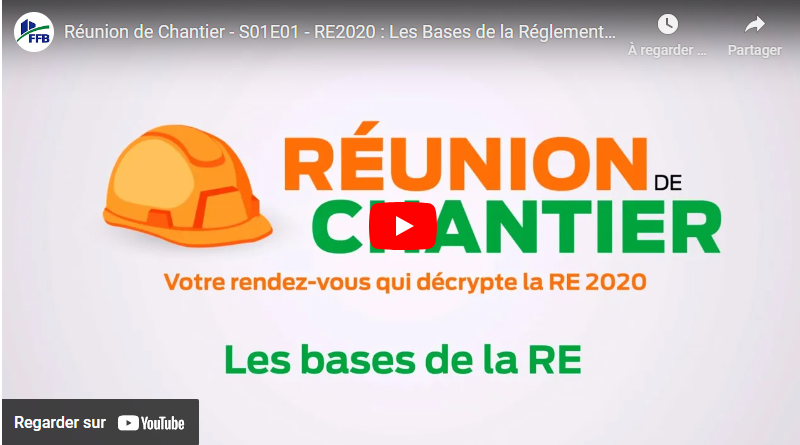 FFB
Réunion de Chantier - S01E01 - RE2020 : Les Bases de la Réglement...
À regarder ...
Partager
RÉUNION DE
CHANTIER
Votre rendez-vous qui décrypte la RE 2020
Les bases de la RE
Regarder sur YouTube